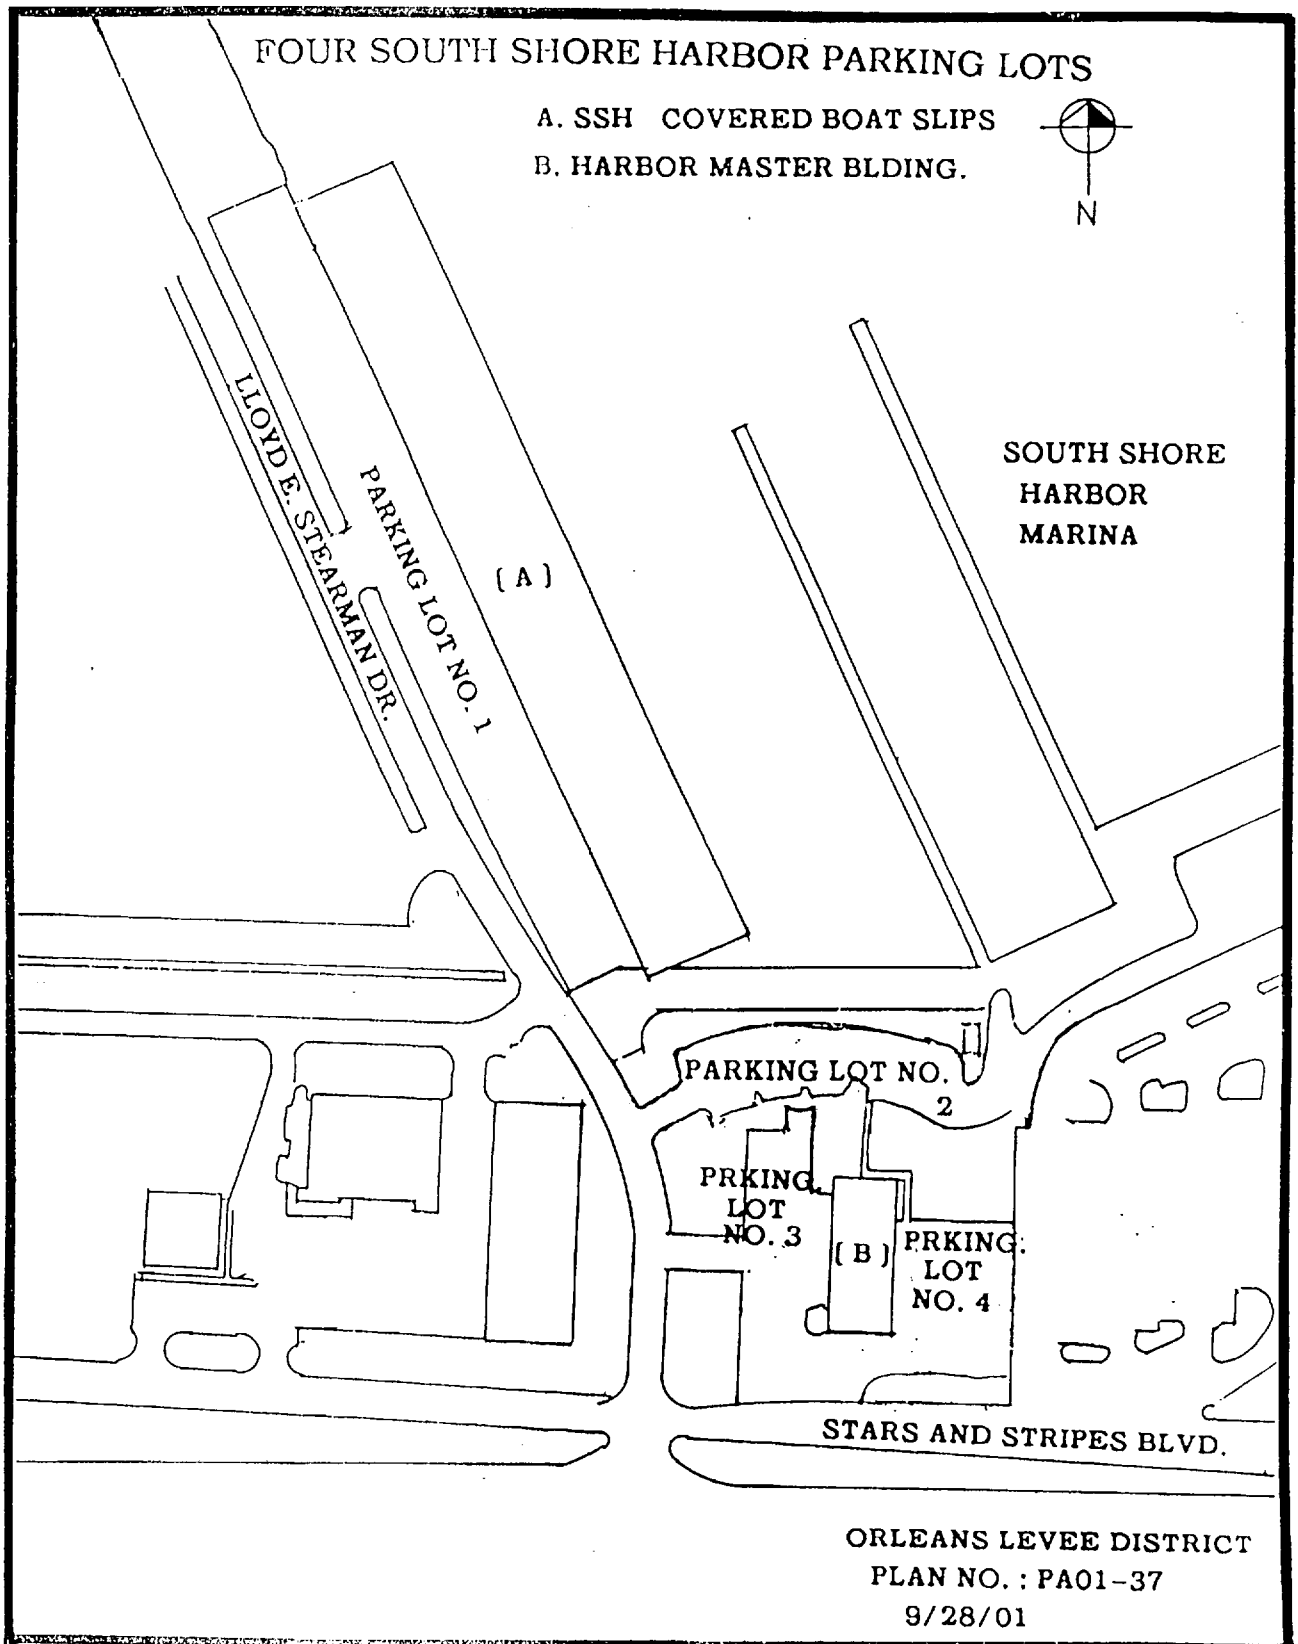 FOUR SOUTH SHORE HARBOR PARKING LOTS
A. SSH COVERED BOAT SLIPS
B. HARBOR MASTER BLDING.
N
SOUTH SHORE
HARBOR
MARINA
LLOYD E. STEARMAN DR.
PARKING LOT NO. 1
(A)
PARKING LOT NO.
2
PRKING.
LOT
NO. 3
(B)
PRKING.
LOT
NO. 4
STARS AND STRIPES BLVD.
ORLEANS LEVEE DISTRICT
PLAN NO. : PA01-37
9/28/01